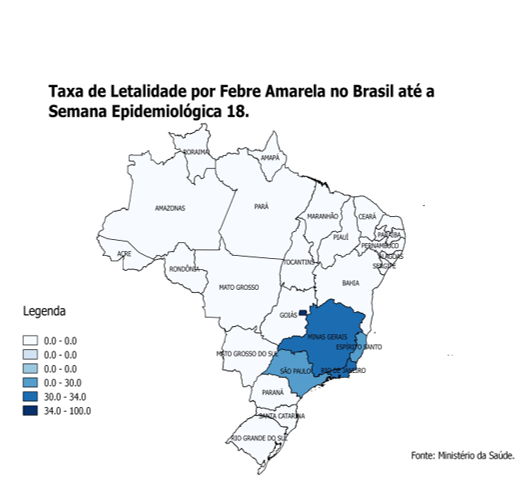 Taxa de Letalidade por Febre Amarela no Brasil até a
Semana Epidemiológica 18.
RORAIMA
AMAPÁ
AMAZONAS
PARÁ
MARANHÃO
CEARÁ
PIAUÍ
PARAÍBA
PERNAMBUCO
ALAGOAS
SERGIPE
ACRE
RONDÔNIA
TOCANTINS
MATO GROSSO
BAHIA
GOIÁS
MINAS GERAIS
ESPÍRITO SANTO
MATO GROSSO DO SUL
SÃO PAULO
RIO DE JANEIRO
PARANÁ
SANTA CATARINA
RIO GRANDE DO SUL
Legenda
0.0 - 0.0
0.0 - 0.0
0.0 - 0.0
0.0 - 30.0
30.0 - 34.0
34.0 - 100.0
Fonte: Ministério da Saúde.